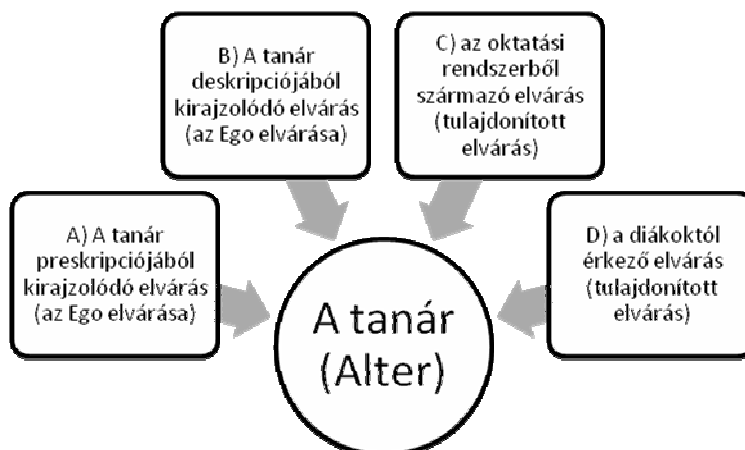 A) A tanár
preskripciójából
kirajzolódó elvárás
(az Ego elvárása)
B) A tanár
deskripciójából
kirajzolódó elvárás
(az Ego elvárása)
C) az oktatási
rendszerből
származó elvárás
(tulajdonított
elvárás)
D) a diákoktól
érkező elvárás
(tulajdonított
elvárás)
A tanár
(Alter)